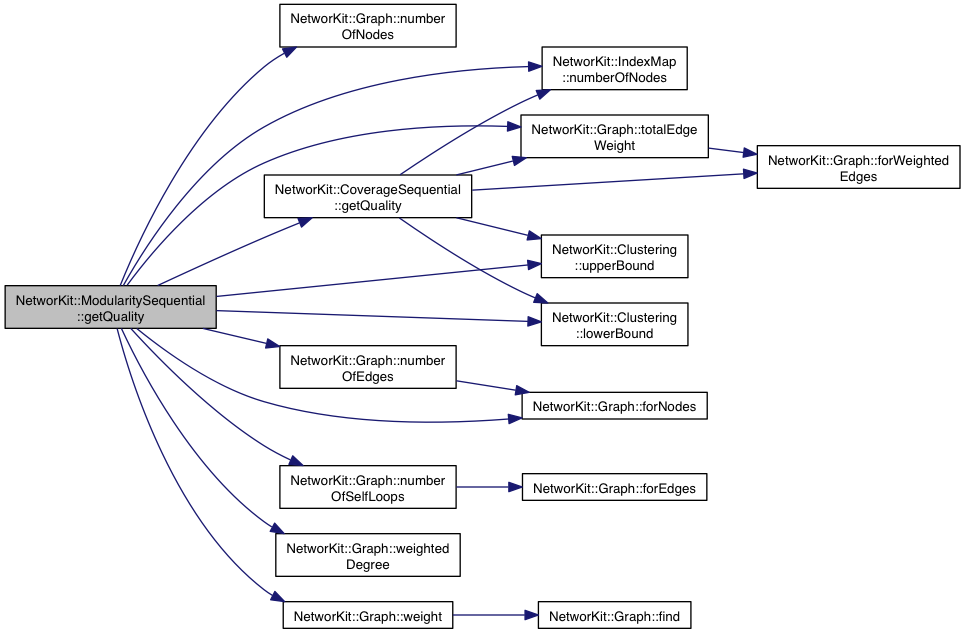 NetworKit::Graph::number
OfNodes
NetworKit::IndexMap
::numberOfNodes
NetworKit::Graph::totalEdge
Weight
NetworKit::Graph::forWeighted
Edges
NetworKit::CoverageSequential
::getQuality
NetworKit::Clustering
::upperBound
NetworKit::ModularitySequential
::getQuality
NetworKit::Clustering
::lowerBound
NetworKit::Graph::number
OfEdges
NetworKit::Graph::forNodes
NetworKit::Graph::number
OfSelfLoops
NetworKit::Graph::forEdges
NetworKit::Graph::weighted
Degree
NetworKit::Graph::weight
NetworKit::Graph::find